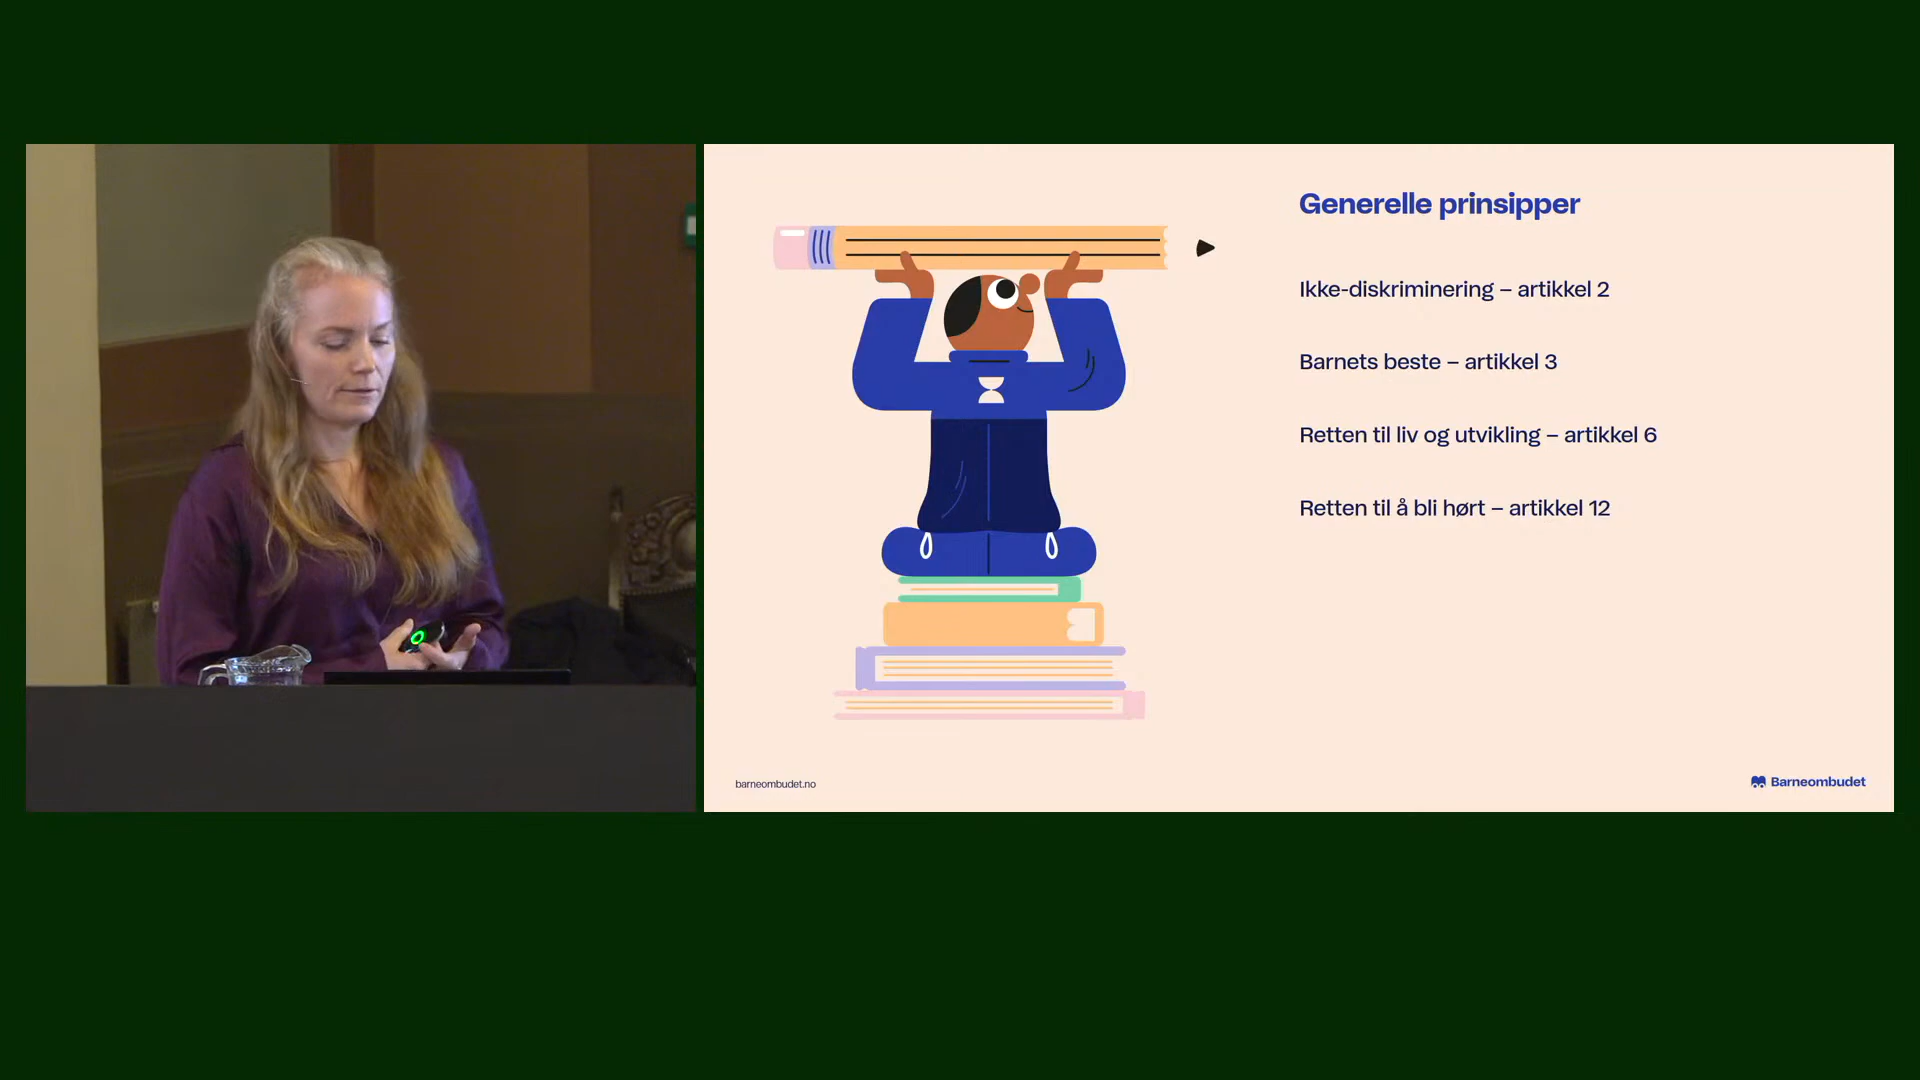 Generelle prinsipper
Ikke-diskriminering – artikkel 2
Barnets beste – artikkel 3
Retten til liv og utvikling – artikkel 6
Retten til å bli hørt – artikkel 12
barneombudet.no
Barneombudet